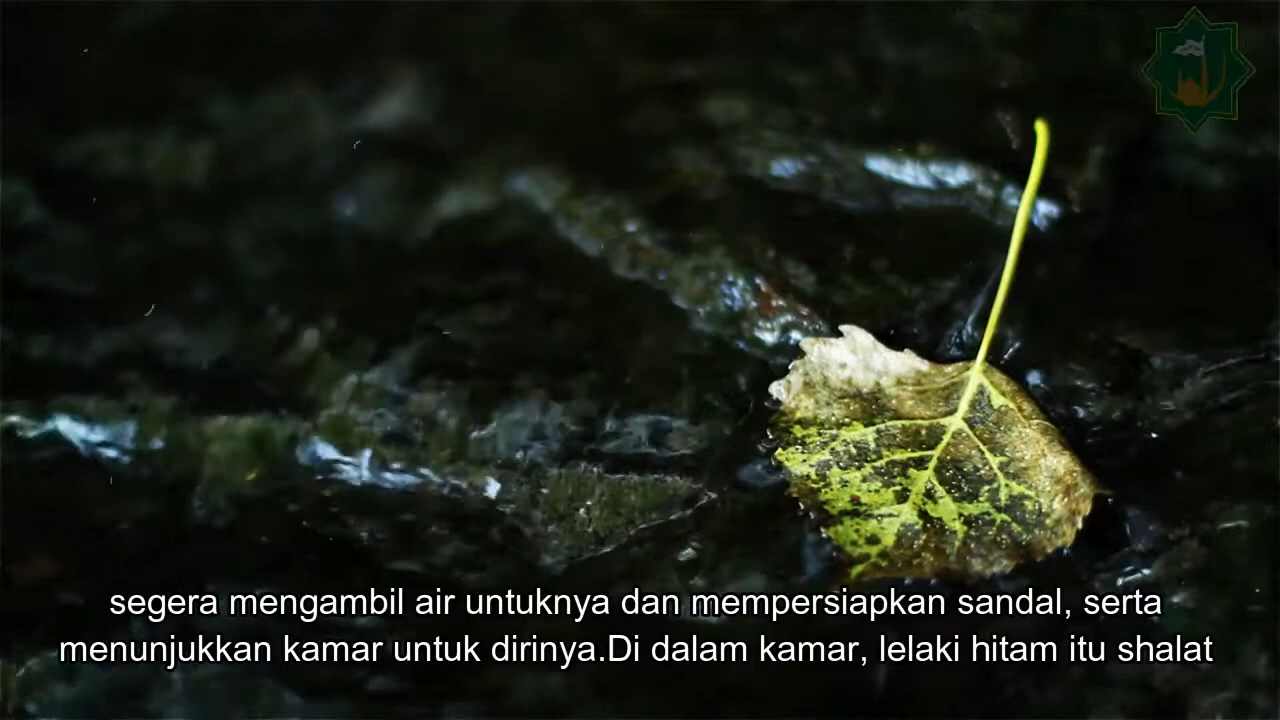 segera mengambil air untuknya dan mempersiapkan sandal, serta
menunjukkan kamar untuk dirinya.Di dalam kamar, lelaki hitam itu shalat